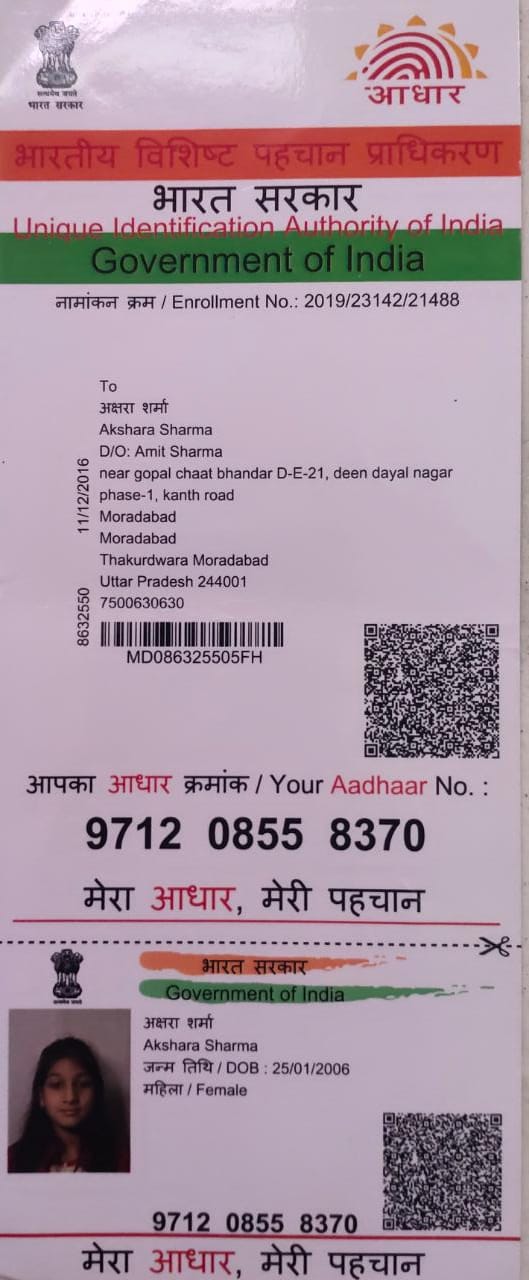 सत्यमेव जयते
भारत सरकार
आधार
भारतीय विशिष्ट पहचान प्राधिकरण
भारत सरकार
Unique Identification Authority of India
Government of India
नामांकन क्रम / Enrollment No.: 2019/23142/21488
To
अक्षरा शर्मा
Akshara Sharma
D/O: Amit Sharma
near gopal chaat bhandar D-E-21, deen dayal nagar
phase-1, kanth road
Moradabad
Moradabad
Thakurdwara Moradabad
Uttar Pradesh 244001
7500630630
11/12/2016
8632550
MD086325505FH
आपका आधार क्रमांक / Your Aadhaar No. :
9712 0855 8370
मेरा आधार, मेरी पहचान
भारत सरकार
Government of India
अक्षरा शर्मा
Akshara Sharma
जन्म तिथि / DOB : 25/01/2006
महिला / Female
9712 0855 8370
मेरा आधार, मेरी पहचान